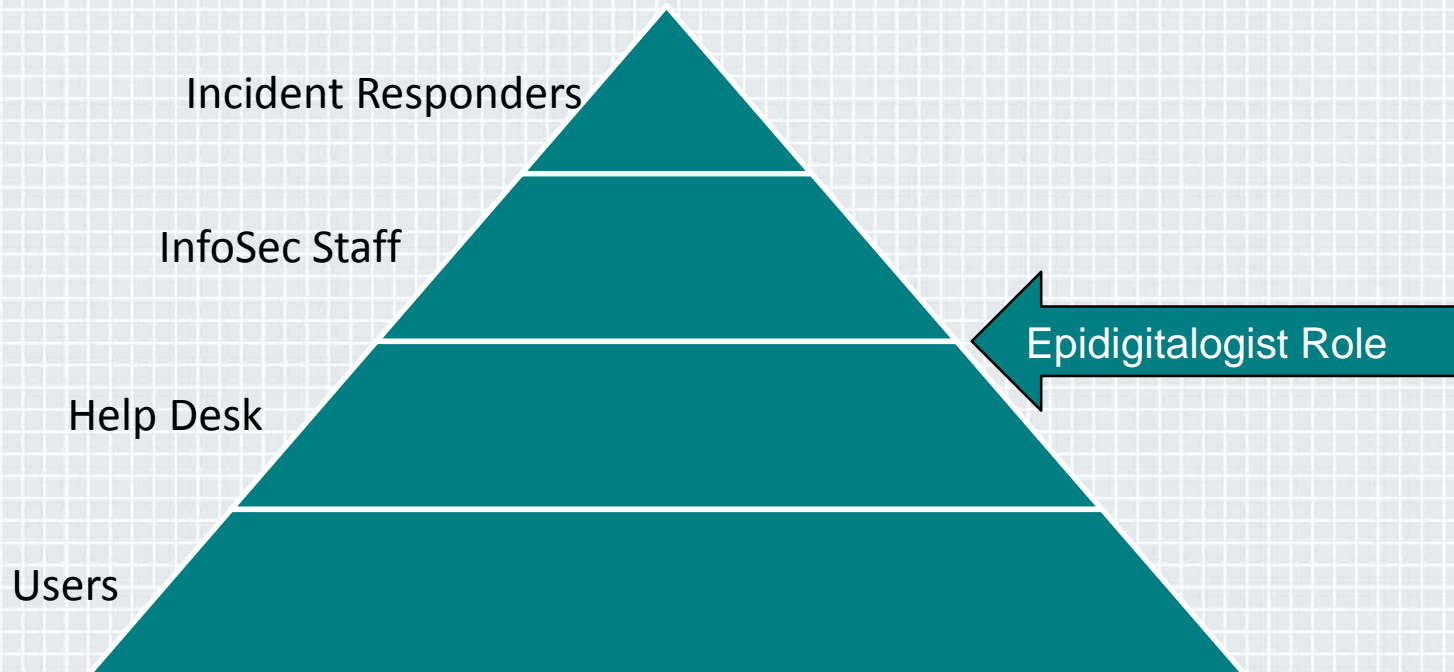 Incident Responders
InfoSec Staff
Epidigitalogist Role
Help Desk
Users